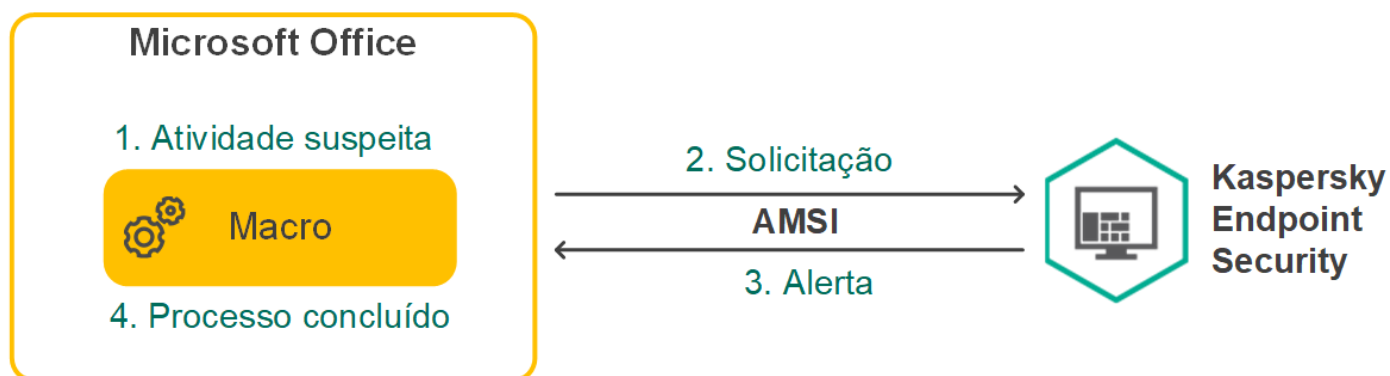 Microsoft Office
1. Atividade suspeita
Macro
4. Processo concluído
2. Solicitação
AMSI
3. Alerta
Kaspersky
Endpoint
Security